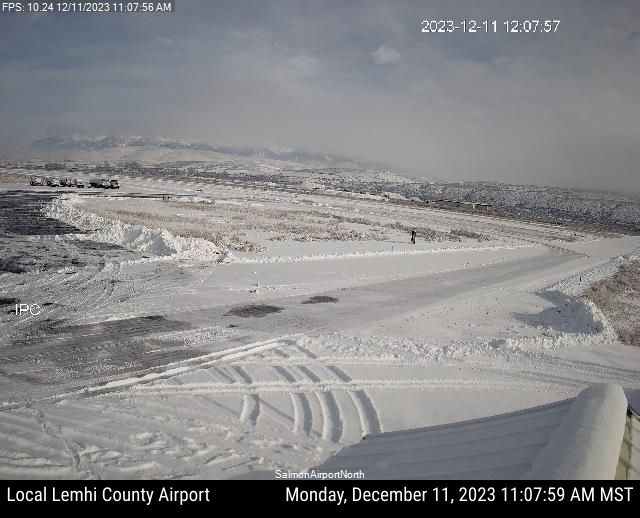 FPS: 10.24 12/11/2023 11:07:56 AM
2023-12-11 12:07:57
IPC
SalmonAirportNorth
Local Lemhi County Airport
Monday, December 11, 2023 11:07:59 AM MST